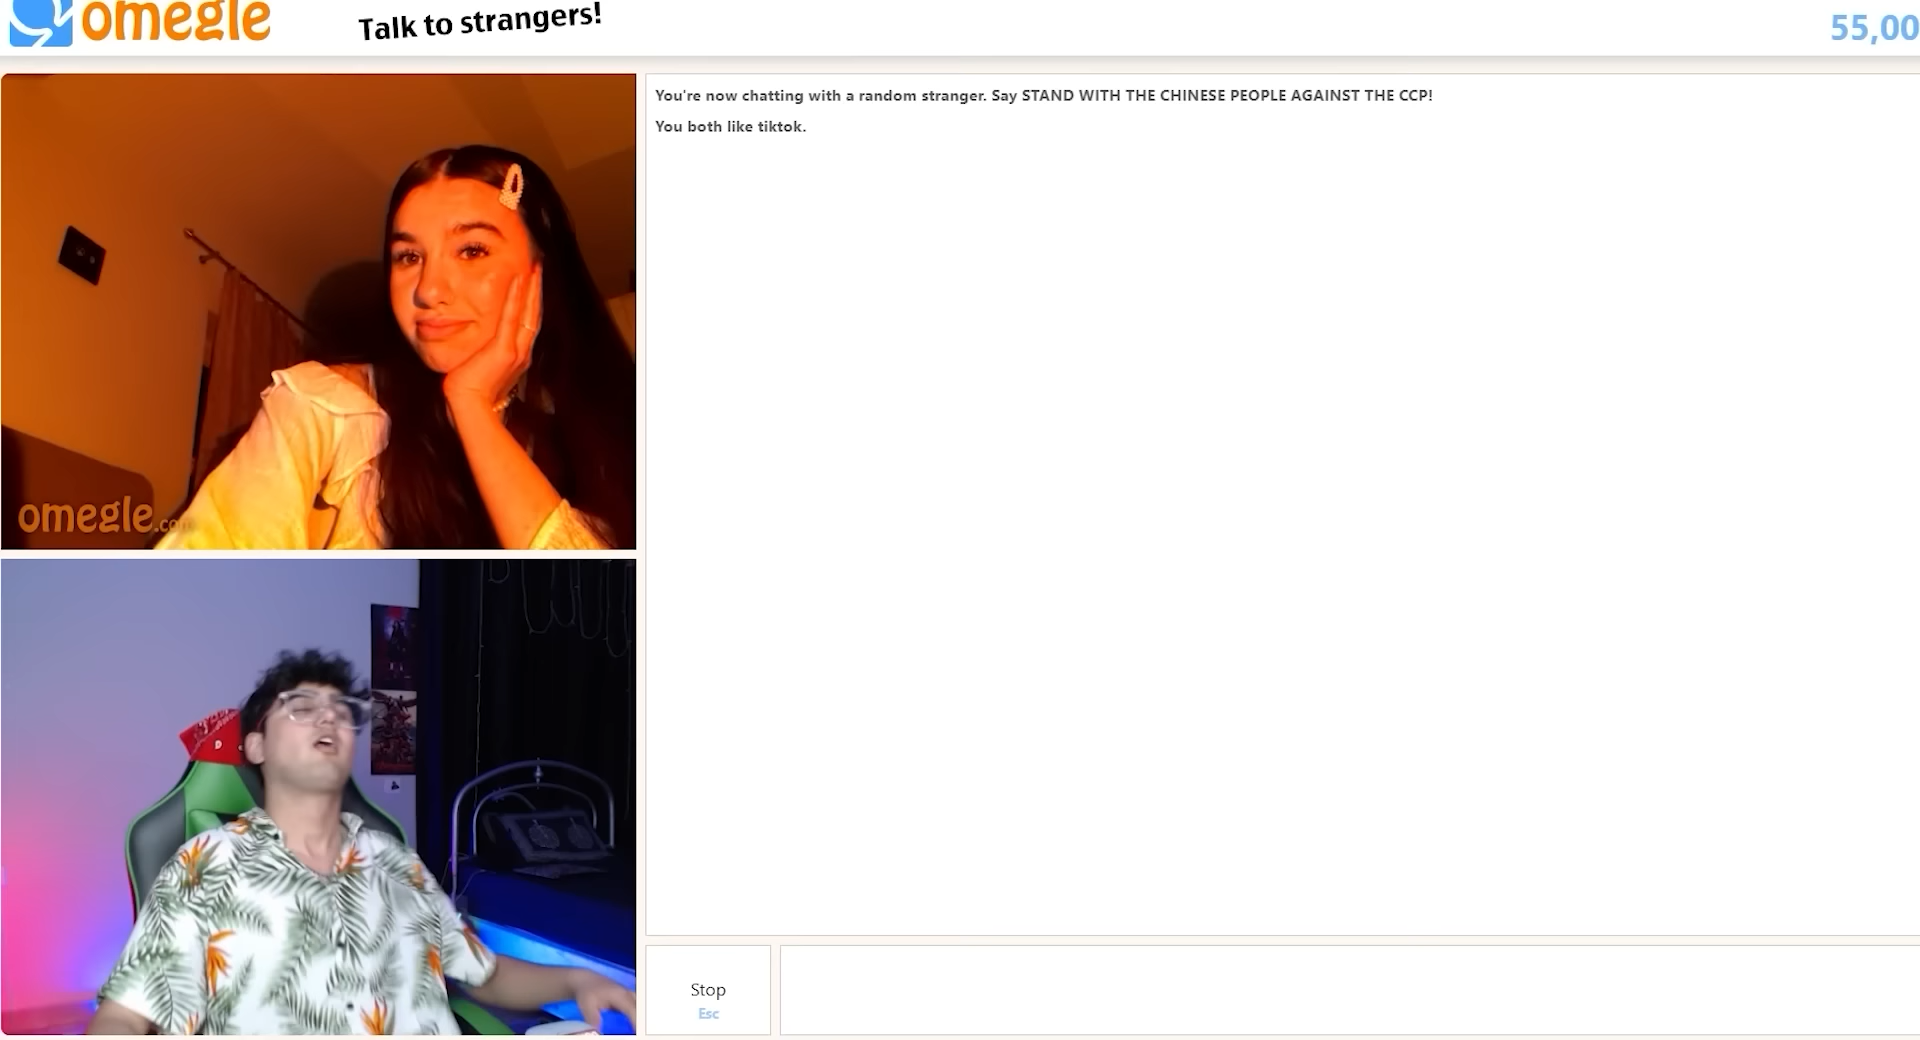 omegle
Talk to strangers!
55,00
You're now chatting with a random stranger. Say STAND WITH THE CHINESE PEOPLE AGAINST THE CCP!
You both like tiktok.
omegle.com
D
Stop
Esc